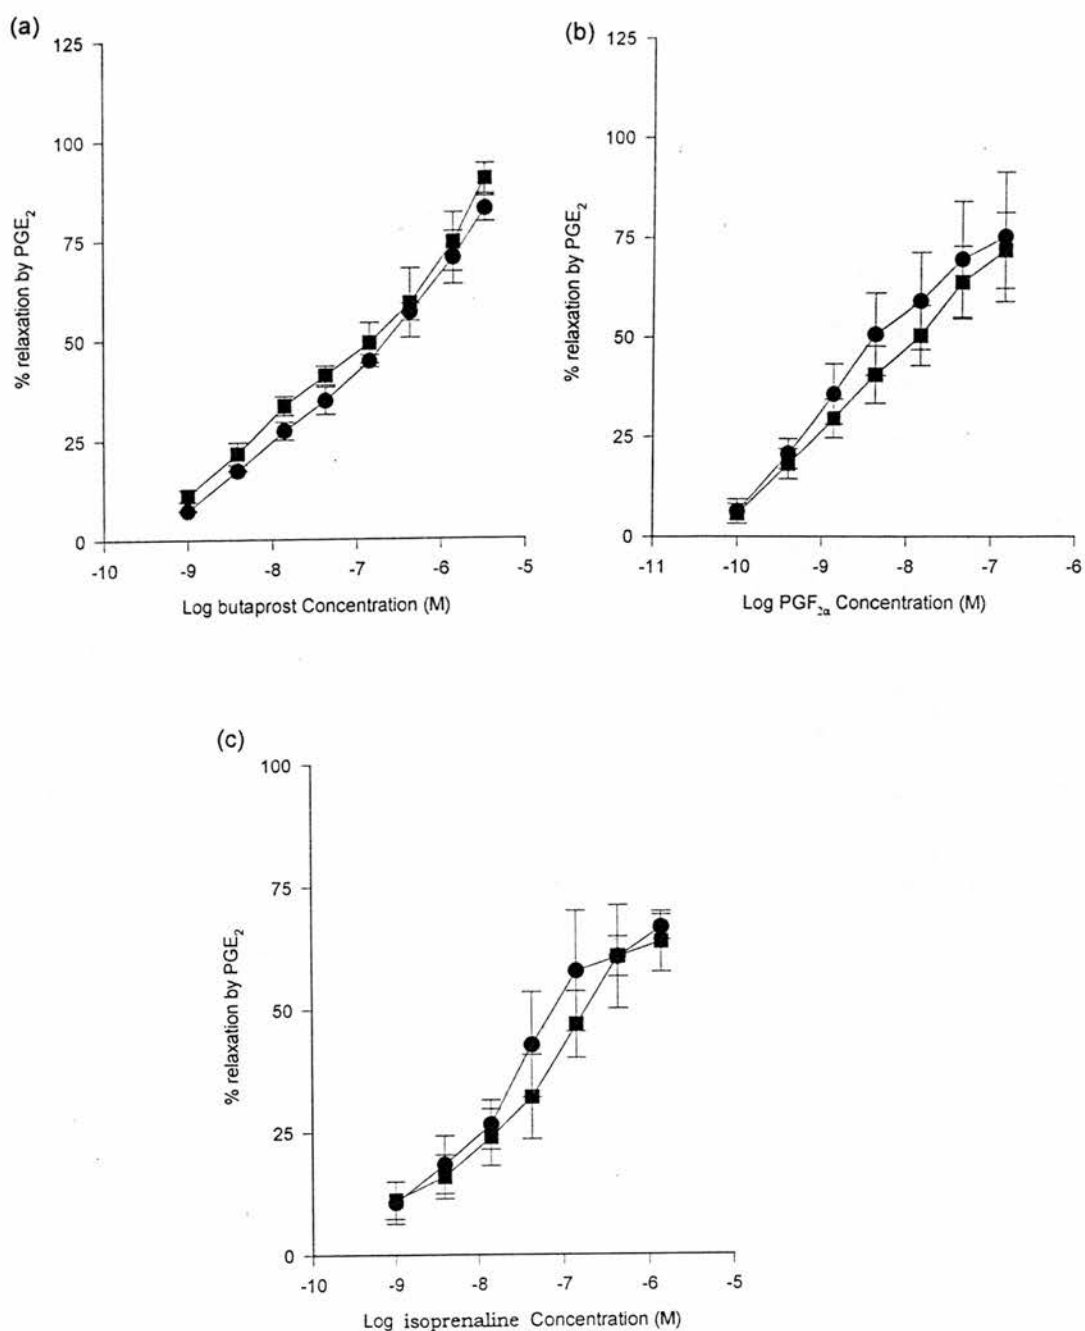 (a)
125
100
75
50
25
0
% relaxation by PGE₂
-10 -9 -8 -7 -6 -5
Log butaprost Concentration (M)
(b)
125
100
75
50
25
0
% relaxation by PGE₂
-11 -10 -9 -8 -7 -6
Log PGF₂α Concentration (M)
(c)
100
75
50
25
0
% relaxation by PGE₂
-10 -9 -8 -7 -6 -5
Log isoprenaline Concentration (M)